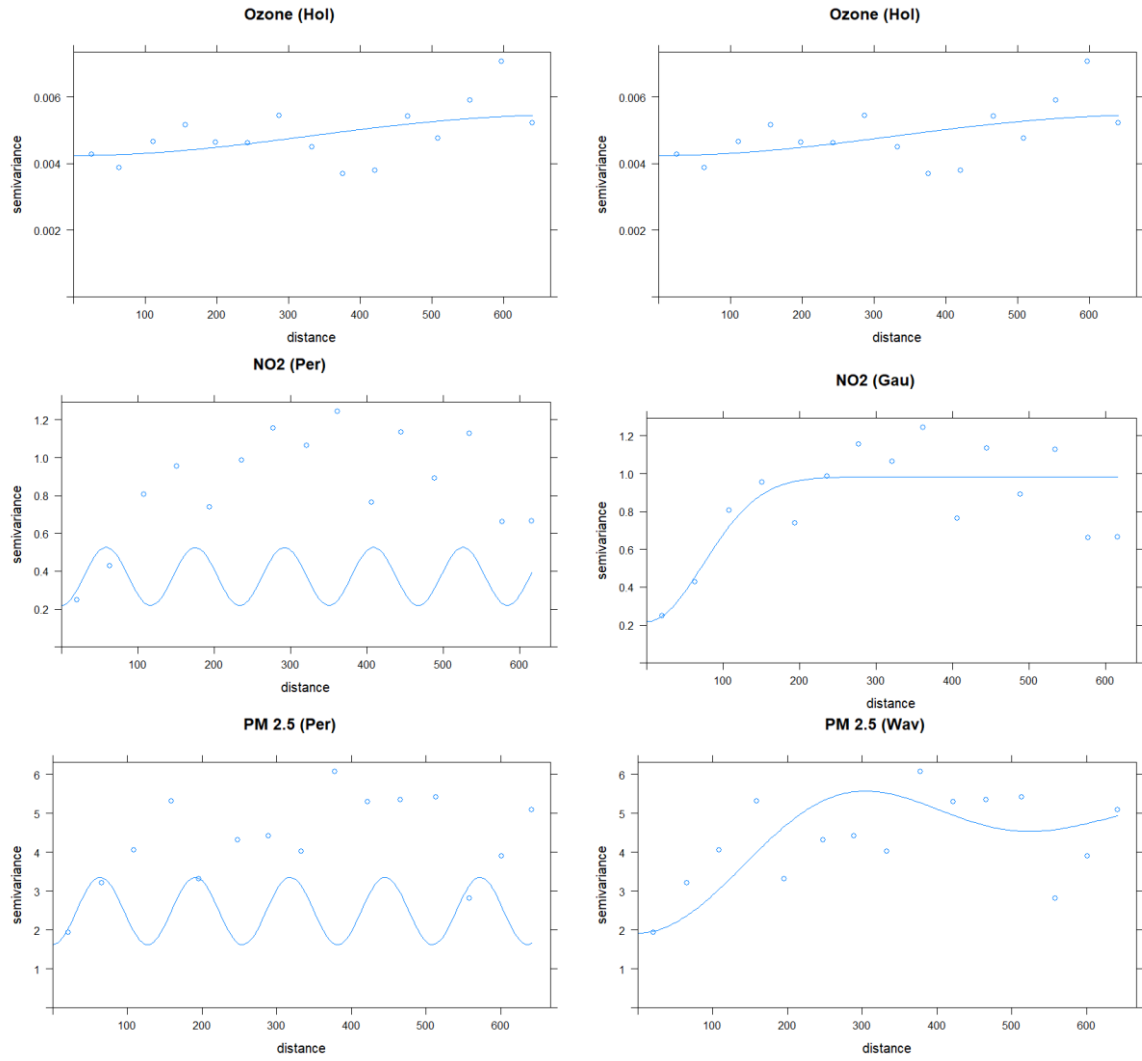 Ozone (Hol)
0.006
0.004
0.002
semivariance
100 200 300 400 500 600
distance
Ozone (Hol)
0.006
0.004
0.002
semivariance
100 200 300 400 500 600
distance
NO2 (Per)
1.2
1.0
0.8
0.6
0.4
0.2
semivariance
100 200 300 400 500 600
distance
NO2 (Gau)
1.2
1.0
0.8
0.6
0.4
0.2
semivariance
100 200 300 400 500 600
distance
PM 2.5 (Per)
6
5
4
3
2
1
semivariance
100 200 300 400 500 600
distance
PM 2.5 (Wav)
6
5
4
3
2
1
semivariance
100 200 300 400 500 600
distance